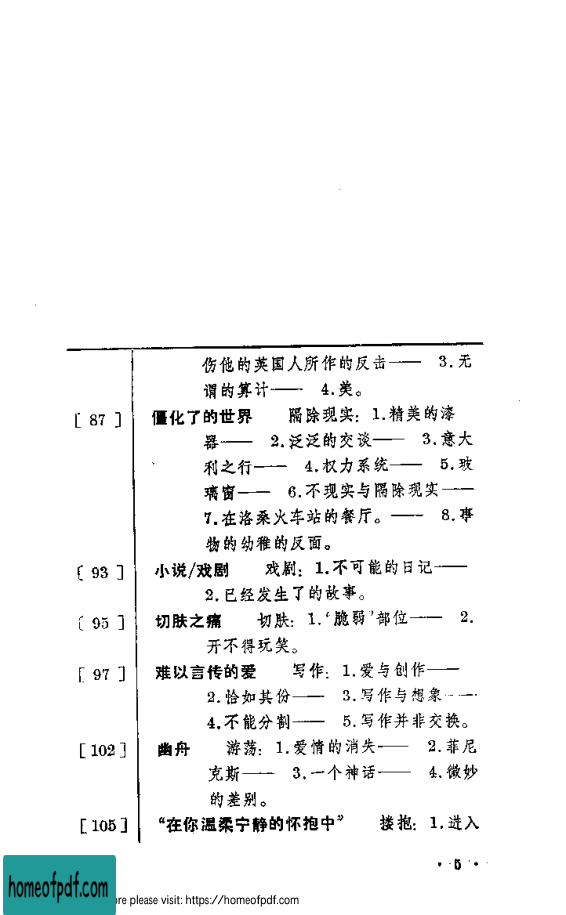 伤他的英国人所作的反击—— 3.无
谓的算计—— 4.美。
[ 87 ] 僵化了的世界 隔除现实：1.精美的漆
器—— 2.泛泛的交谈—— 3.意大
利之行—— 4.权力系统—— 5.玻
璃窗—— 6.不现实与隔除现实——
7.在洛桑火车站的餐厅。—— 8.事
物的幼稚的反面。
[ 93 ] 小说/戏剧 戏剧：1.不可能的日记——
2.已经发生了的故事。
[ 95 ] 切肤之痛 切肤：1.‘脆弱’部位—— 2.
开不得玩笑。
[ 97 ] 难以言传的爱 写作：1.爱与创作——
2.恰如其份—— 3.写作与想象——
4.不能分割—— 5.写作并非交换。
[ 102 ] 幽舟 游荡：1.爱情的消失—— 2.菲尼
克斯—— 3.一个神话—— 4.微妙
的差别。
[ 105 ] “在你温柔宁静的怀抱中” 搂抱：1.进入
· 5 ·
homeofpdf.com
ore please visit: https://homeofpdf.com